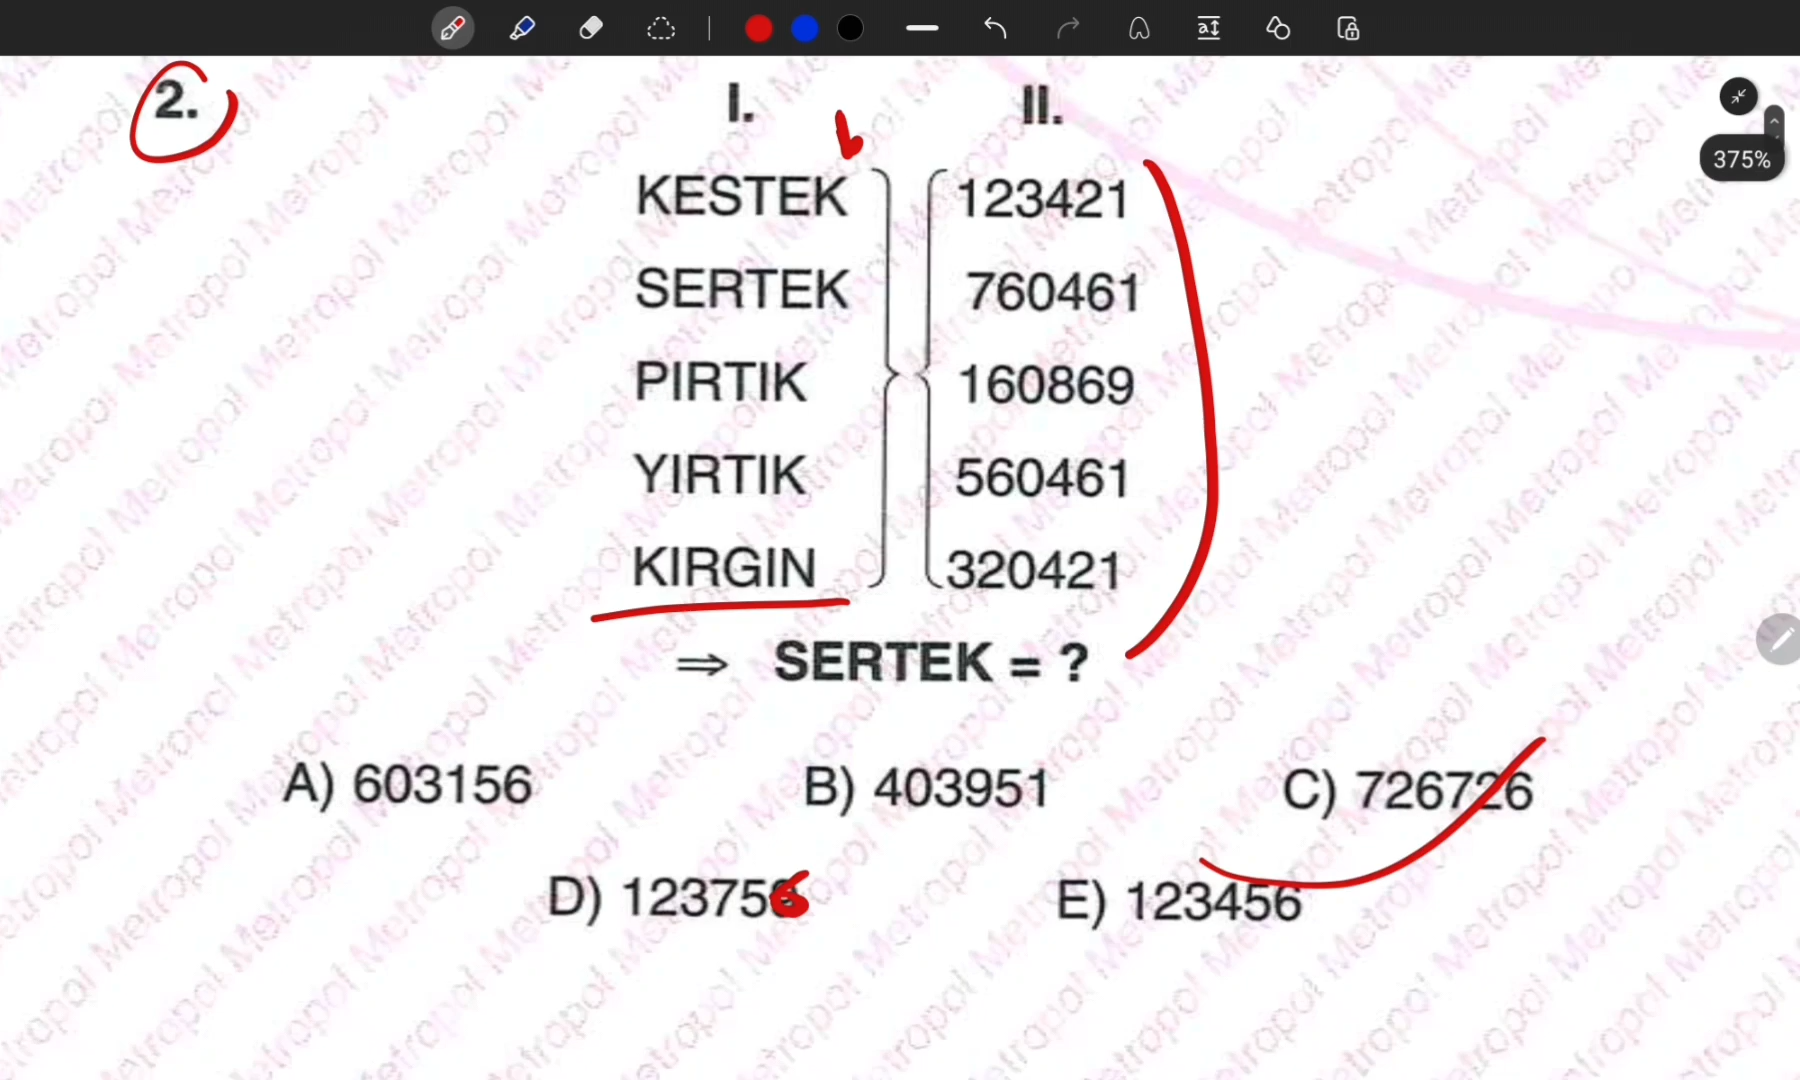 2.
I. II.
KESTEK 123421
SERTEK 760461
PIRTIK 160869
YIRTIK 560461
KIRGIN 320421
⇒ SERTEK = ?
A) 603156 B) 403951 C) 726726
D) 123756 E) 123456
375%
Metropol